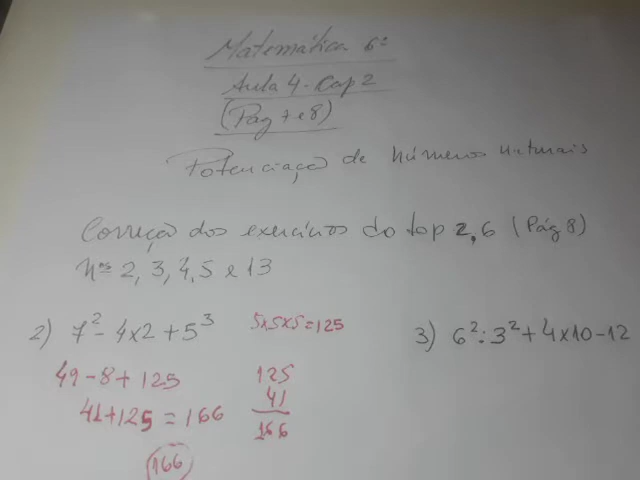 Matemática 6º
Aula 4. Cap 2
(Pág 7 e 8)
Potenciação de números naturais
Correção dos exercícios do top 2,6 (Pág 8)
Nºs 2, 3, 4, 5 e 13
2) 7² - 4x2 + 5³
5x5x5=125
3) 6² : 3² + 4x10-12
49-8+125
125
41+125 = 166
41
166
166